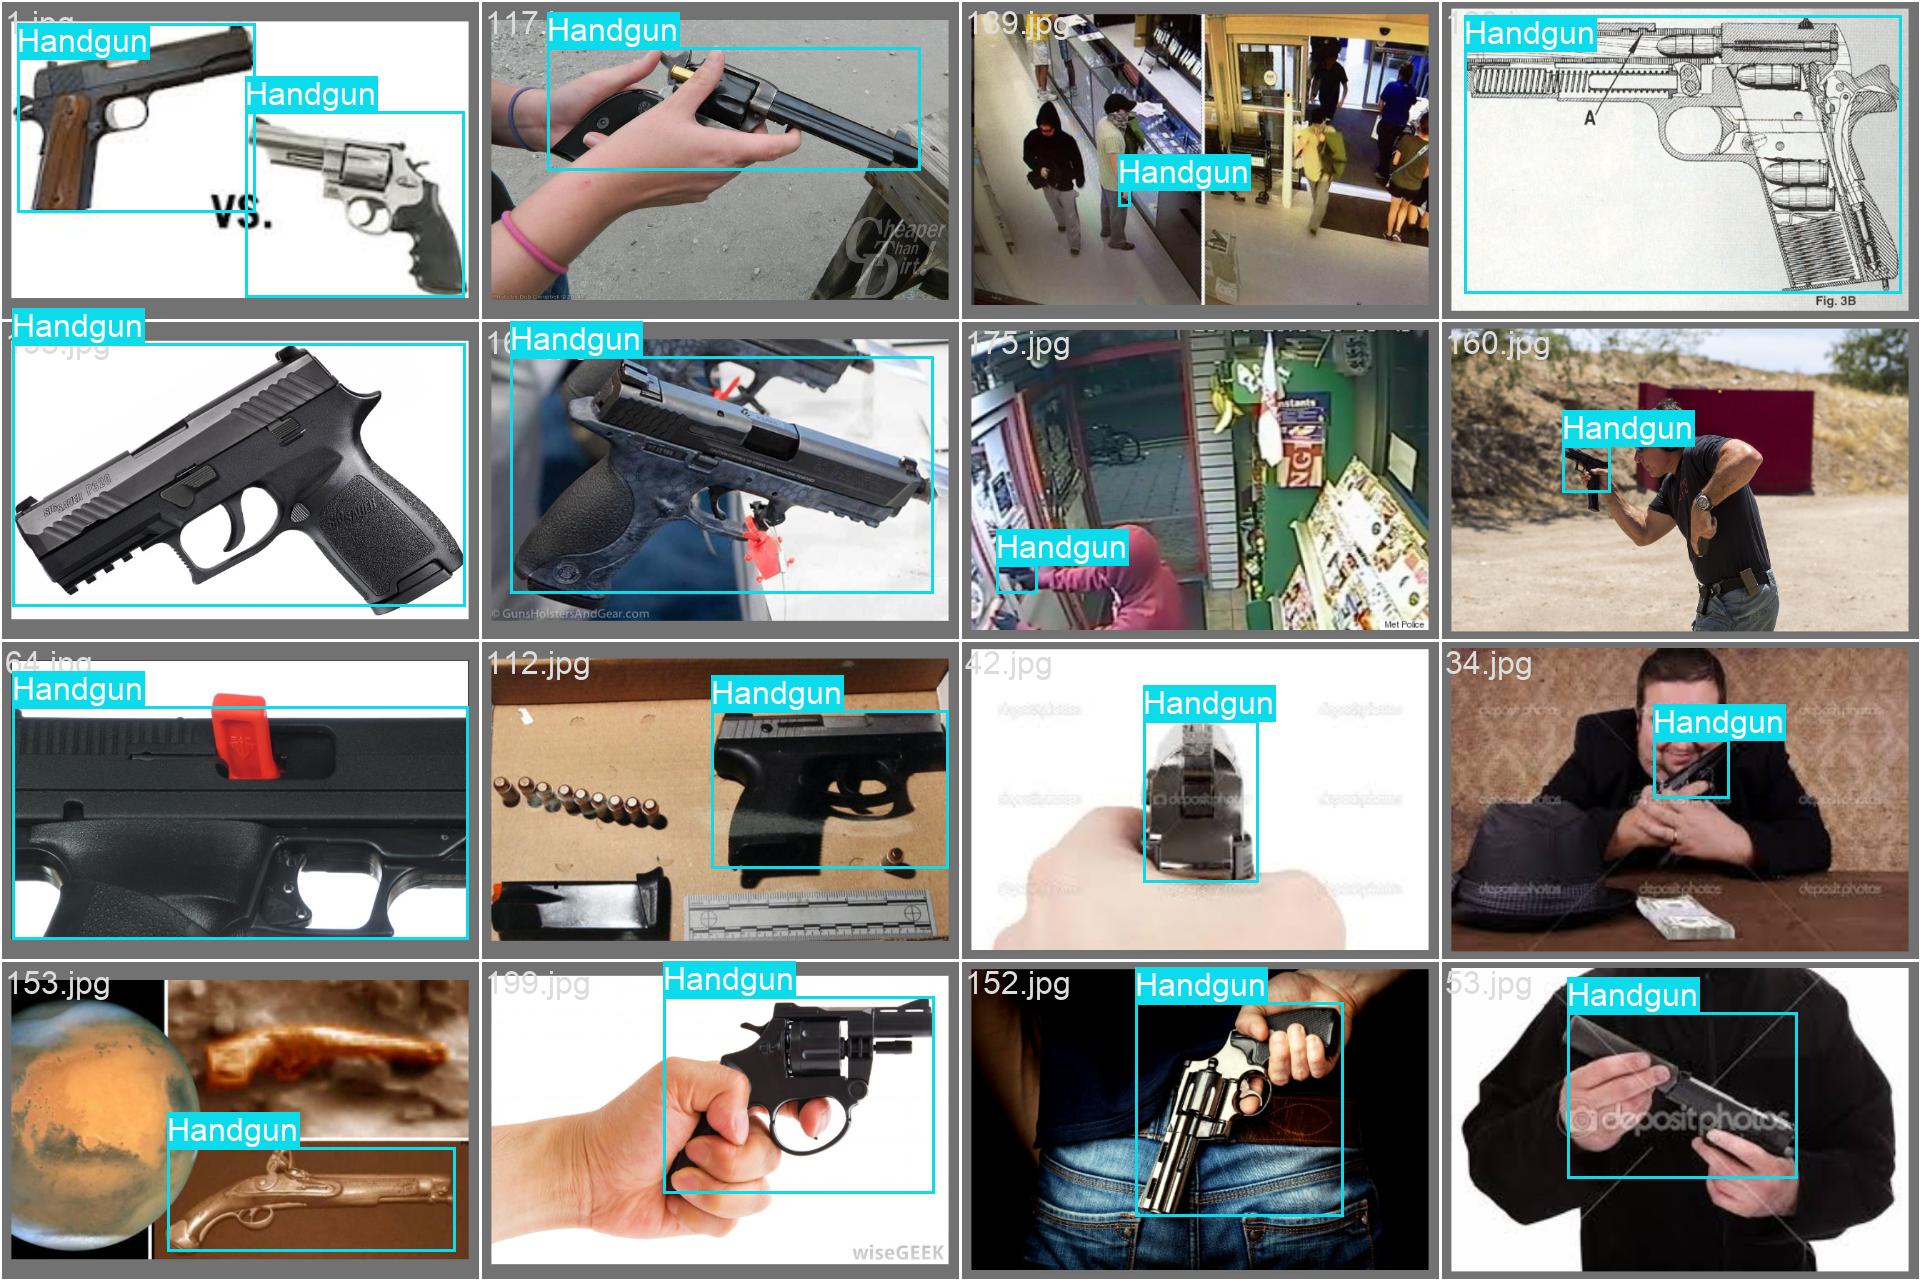 1.jpg
Handgun
Handgun
VS.
117.
Handgun
Cheaper
Than
Dirt!
189.jpg
Handgun
Handgun
A
Fig. 3B
Handgun
SIG SAUER P320
SIG SAUER
Handgun
© GunsHolstersAndGear.com
175.jpg
nstants
NG
Handgun
Met Police
160.jpg
Handgun
64.jpg
Handgun
112.jpg
Handgun
42.jpg
Handgun
depositphotos
34.jpg
Handgun
depositphotos
153.jpg
Handgun
199.jpg
Handgun
wiseGEEK
152.jpg
Handgun
53.jpg
Handgun
depositphotos